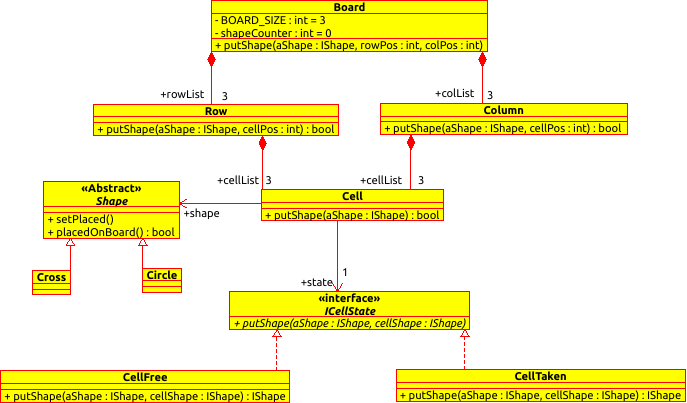 Board
- BOARD_SIZE : int = 3
- shapeCounter : int = 0
+ putShape(aShape : IShape, rowPos : int, colPos : int)
+rowList 3
+colList 3
Row
+ putShape(aShape : IShape, cellPos : int) : bool
Column
+ putShape(aShape : IShape, cellPos : int) : bool
+cellList 3
+cellList 3
«Abstract»
Shape
+ setPlaced()
+ placedOnBoard() : bool
+shape
Cell
+ putShape(aShape : IShape) : bool
Cross
Circle
1
+state
«interface»
ICellState
+ putShape(aShape : IShape, cellShape : IShape)
CellFree
+ putShape(aShape : IShape, cellShape : IShape) : IShape
CellTaken
+ putShape(aShape : IShape, cellShape : IShape) : IShape